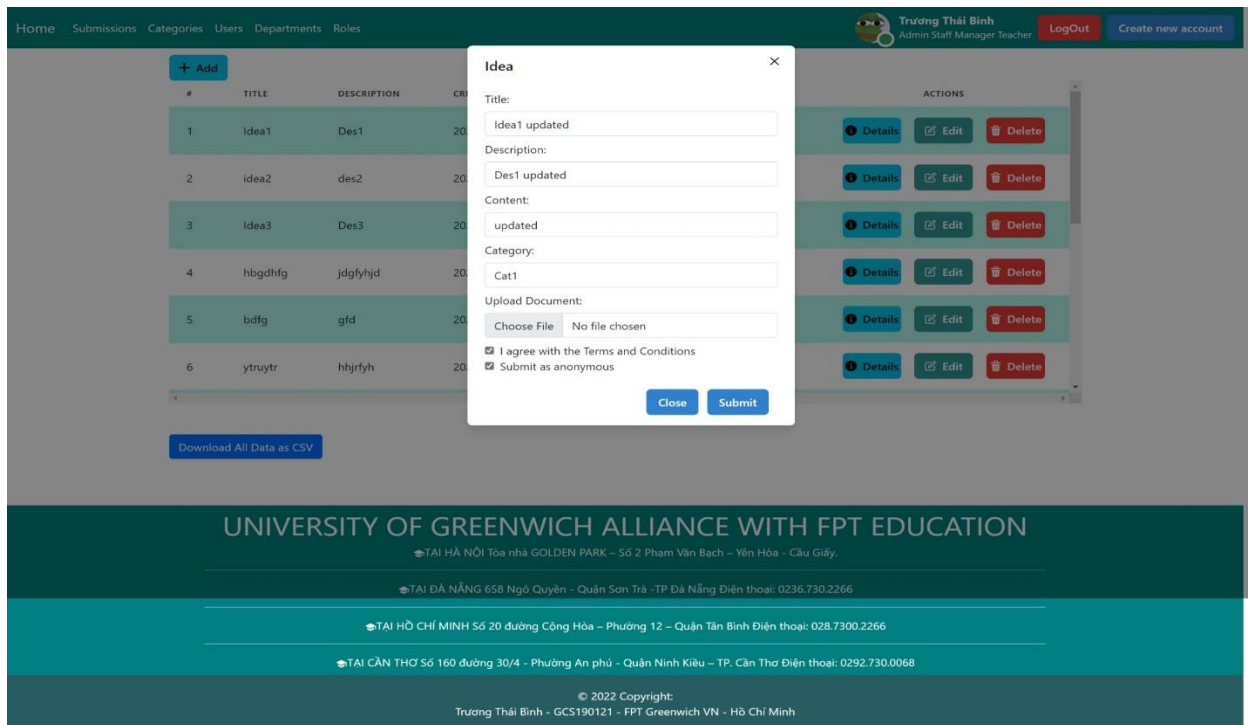 Home Submissions Categories Users Departments Roles
Trương Thái Bình
Admin Staff Manager Teacher
LogOut
Create new account
+ Add
# TITLE DESCRIPTION ACTIONS
1 Idea1 Des1 Details Edit Delete
2 idea2 des2 Details Edit Delete
3 Idea3 Des3 Details Edit Delete
4 hbgdhfg jdgfyhjd Details Edit Delete
5 bdfg gfd Details Edit Delete
6 ytruytr hhjrfyh Details Edit Delete
Idea ×
Title:
Idea1 updated
Description:
Des1 updated
Content:
updated
Category:
Cat1
Upload Document:
Choose File No file chosen
I agree with the Terms and Conditions
Submit as anonymous
Close Submit
Download All Data as CSV
UNIVERSITY OF GREENWICH ALLIANCE WITH FPT EDUCATION
TẠI HÀ NỘI Tòa nhà GOLDEN PARK – Số 2 Phạm Văn Bạch – Yên Hòa – Cầu Giấy.
TẠI ĐÀ NẴNG 658 Ngô Quyền - Quận Sơn Trà -TP Đà Nẵng Điện thoại: 0236.730.2266
TẠI HỒ CHÍ MINH Số 20 đường Cộng Hòa – Phường 12 – Quận Tân Bình Điện thoại: 028.7300.2266
TẠI CẦN THƠ Số 160 đường 30/4 - Phường An phú - Quận Ninh Kiều – TP. Cần Thơ Điện thoại: 0292.730.0068
© 2022 Copyright:
Trương Thái Bình - GCS190121 - FPT Greenwich VN - Hồ Chí Minh